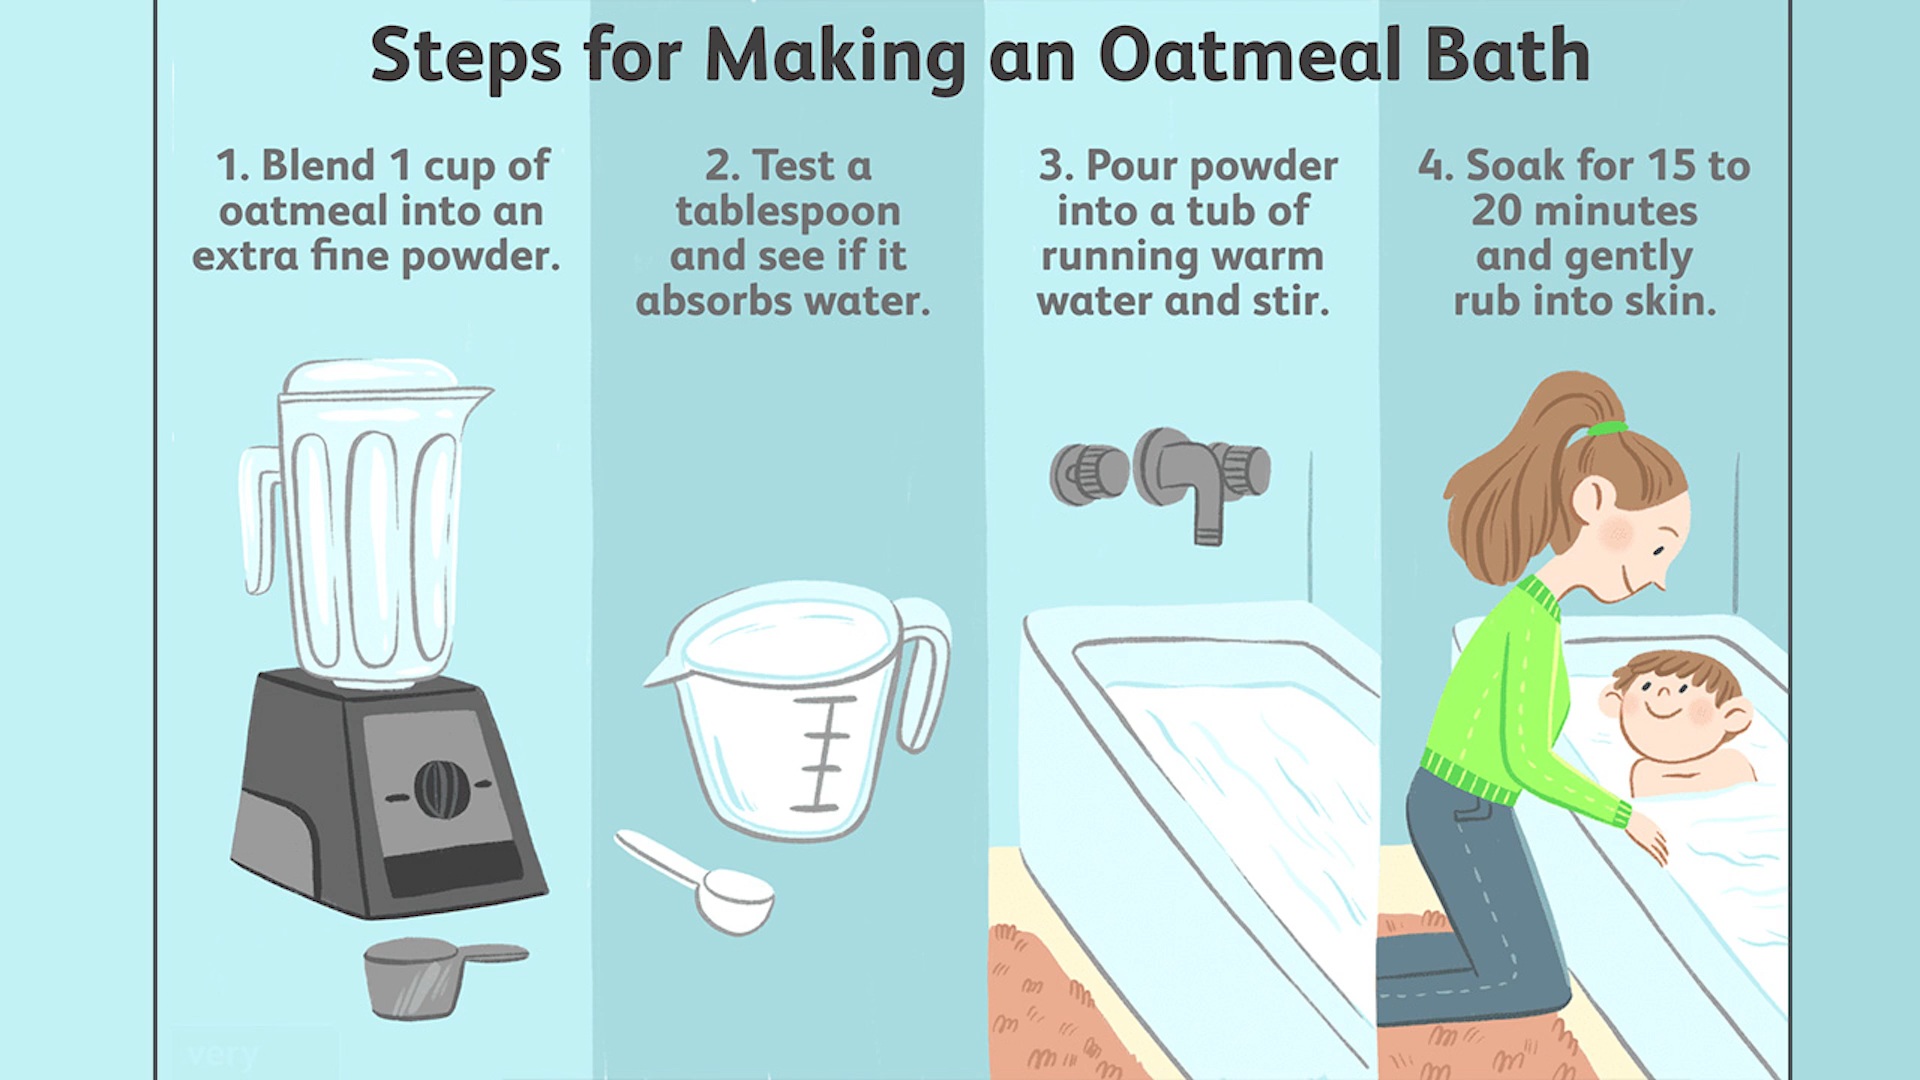 Steps for Making an Oatmeal Bath
1. Blend 1 cup of
oatmeal into an
extra fine powder.
2. Test a
tablespoon
and see if it
absorbs water.
3. Pour powder
into a tub of
running warm
water and stir.
4. Soak for 15 to
20 minutes
and gently
rub into skin.
very